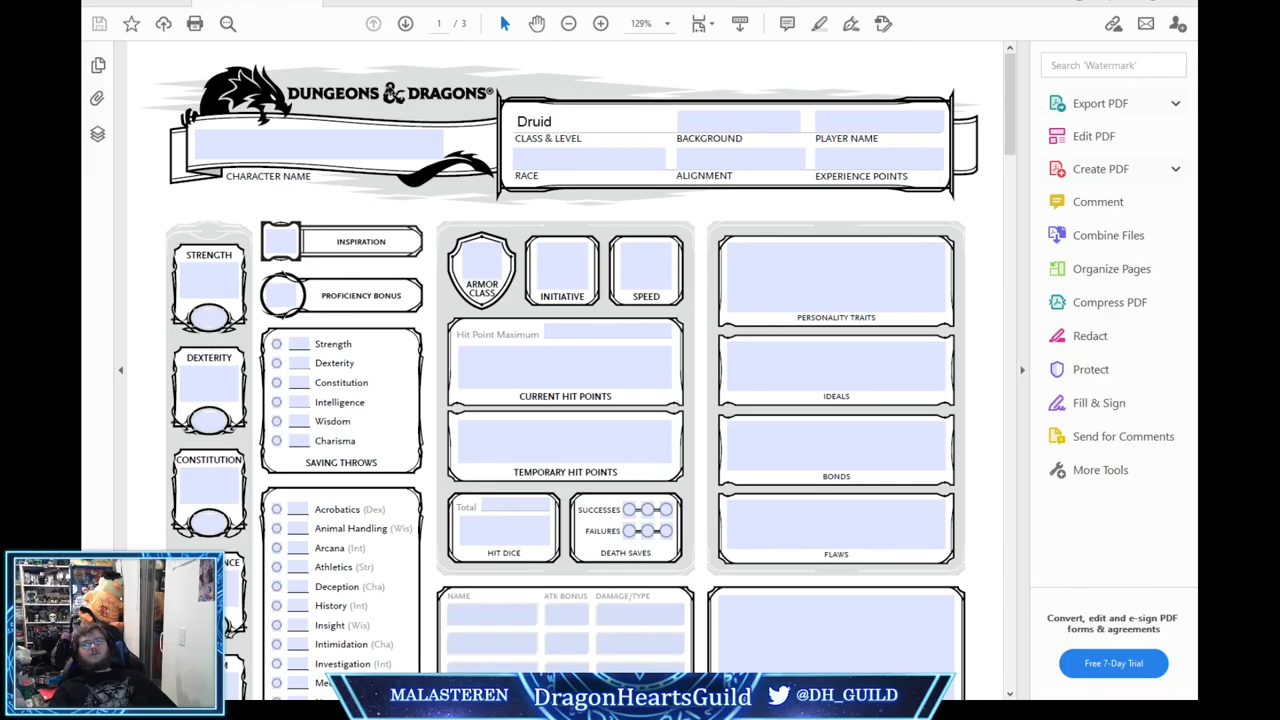 1 / 3
129%
Search 'Watermark'
DUNGEONS & DRAGONS®
Druid
CLASS & LEVEL
BACKGROUND
PLAYER NAME
RACE
ALIGNMENT
EXPERIENCE POINTS
CHARACTER NAME
STRENGTH
DEXTERITY
CONSTITUTION
NCE
M
INSPIRATION
PROFICIENCY BONUS
Strength
Dexterity
Constitution
Intelligence
Wisdom
Charisma
SAVING THROWS
Acrobatics (Dex)
Animal Handling (Wis)
Arcana (Int)
Athletics (Str)
Deception (Cha)
History (Int)
Insight (Wis)
Intimidation (Cha)
Investigation (Int)
Me
ARMOR
CLASS
INITIATIVE
SPEED
Hit Point Maximum
CURRENT HIT POINTS
TEMPORARY HIT POINTS
Total
HIT DICE
SUCCESSES
FAILURES
DEATH SAVES
NAME
ATK BONUS
DAMAGE/TYPE
PERSONALITY TRAITS
IDEALS
BONDS
FLAWS
Export PDF
Edit PDF
Create PDF
Comment
Combine Files
Organize Pages
Compress PDF
Redact
Protect
Fill & Sign
Send for Comments
More Tools
Convert, edit and e-sign PDF
forms & agreements
Free 7-Day Trial
MALASTEREN
DragonHeartsGuild
@DH_GUILD